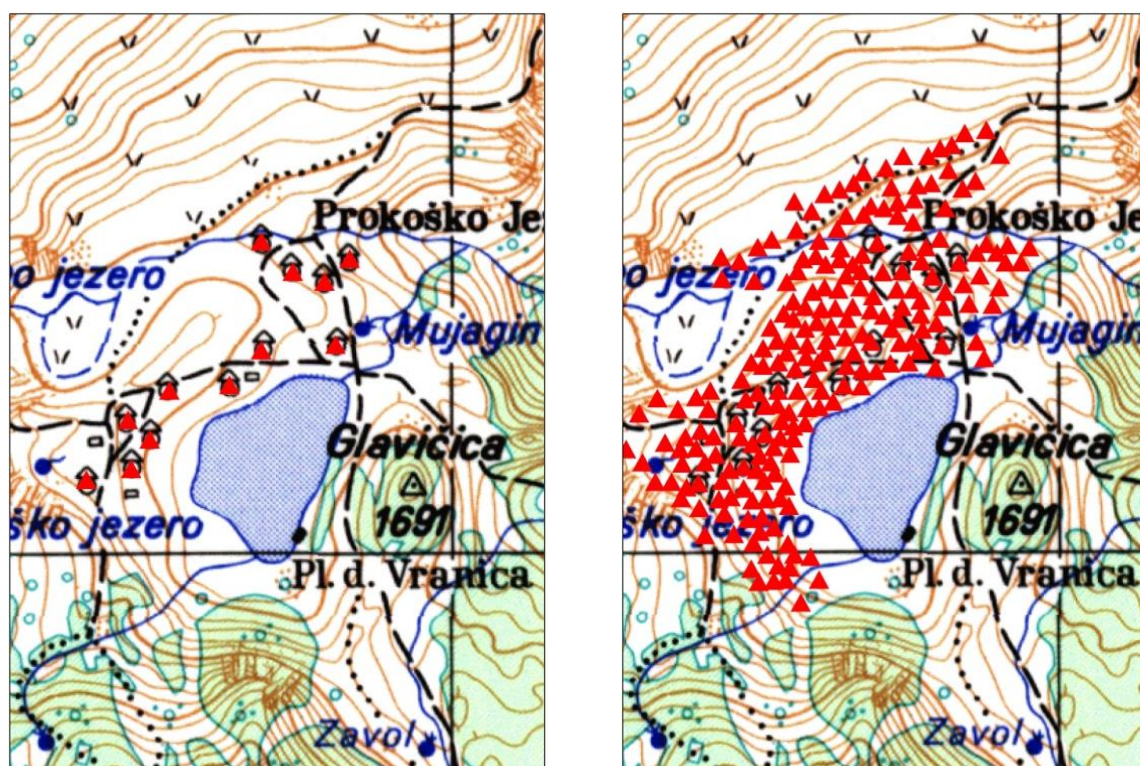 Prokoško Je
o jezero
Mujagin
Glavičica
1691
ško jezero
Pl. d. Vranica
Zavol
Prokoško Je
o jezero
Mujagin
Glavičica
1691
ško jezero
Pl. d. Vranica
Zavol